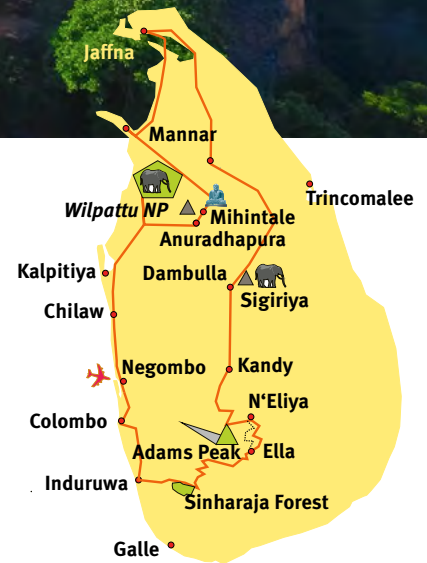 Jaffna
Mannar
Trincomalee
Wilpattu NP
Mihintale
Anuradhapura
Kalpitiya
Dambulla
Sigiriya
Chilaw
Negombo
Kandy
N‘Eliya
Colombo
Adams Peak
Ella
Induruwa
Sinharaja Forest
Galle